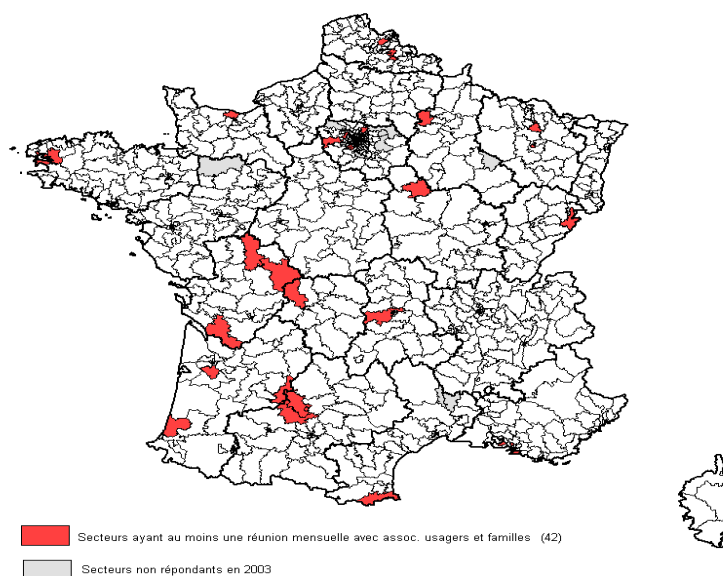 Secteurs ayant au moins une réunion mensuelle avec assoc. usagers et familles (42)
Secteurs non répondants en 2003